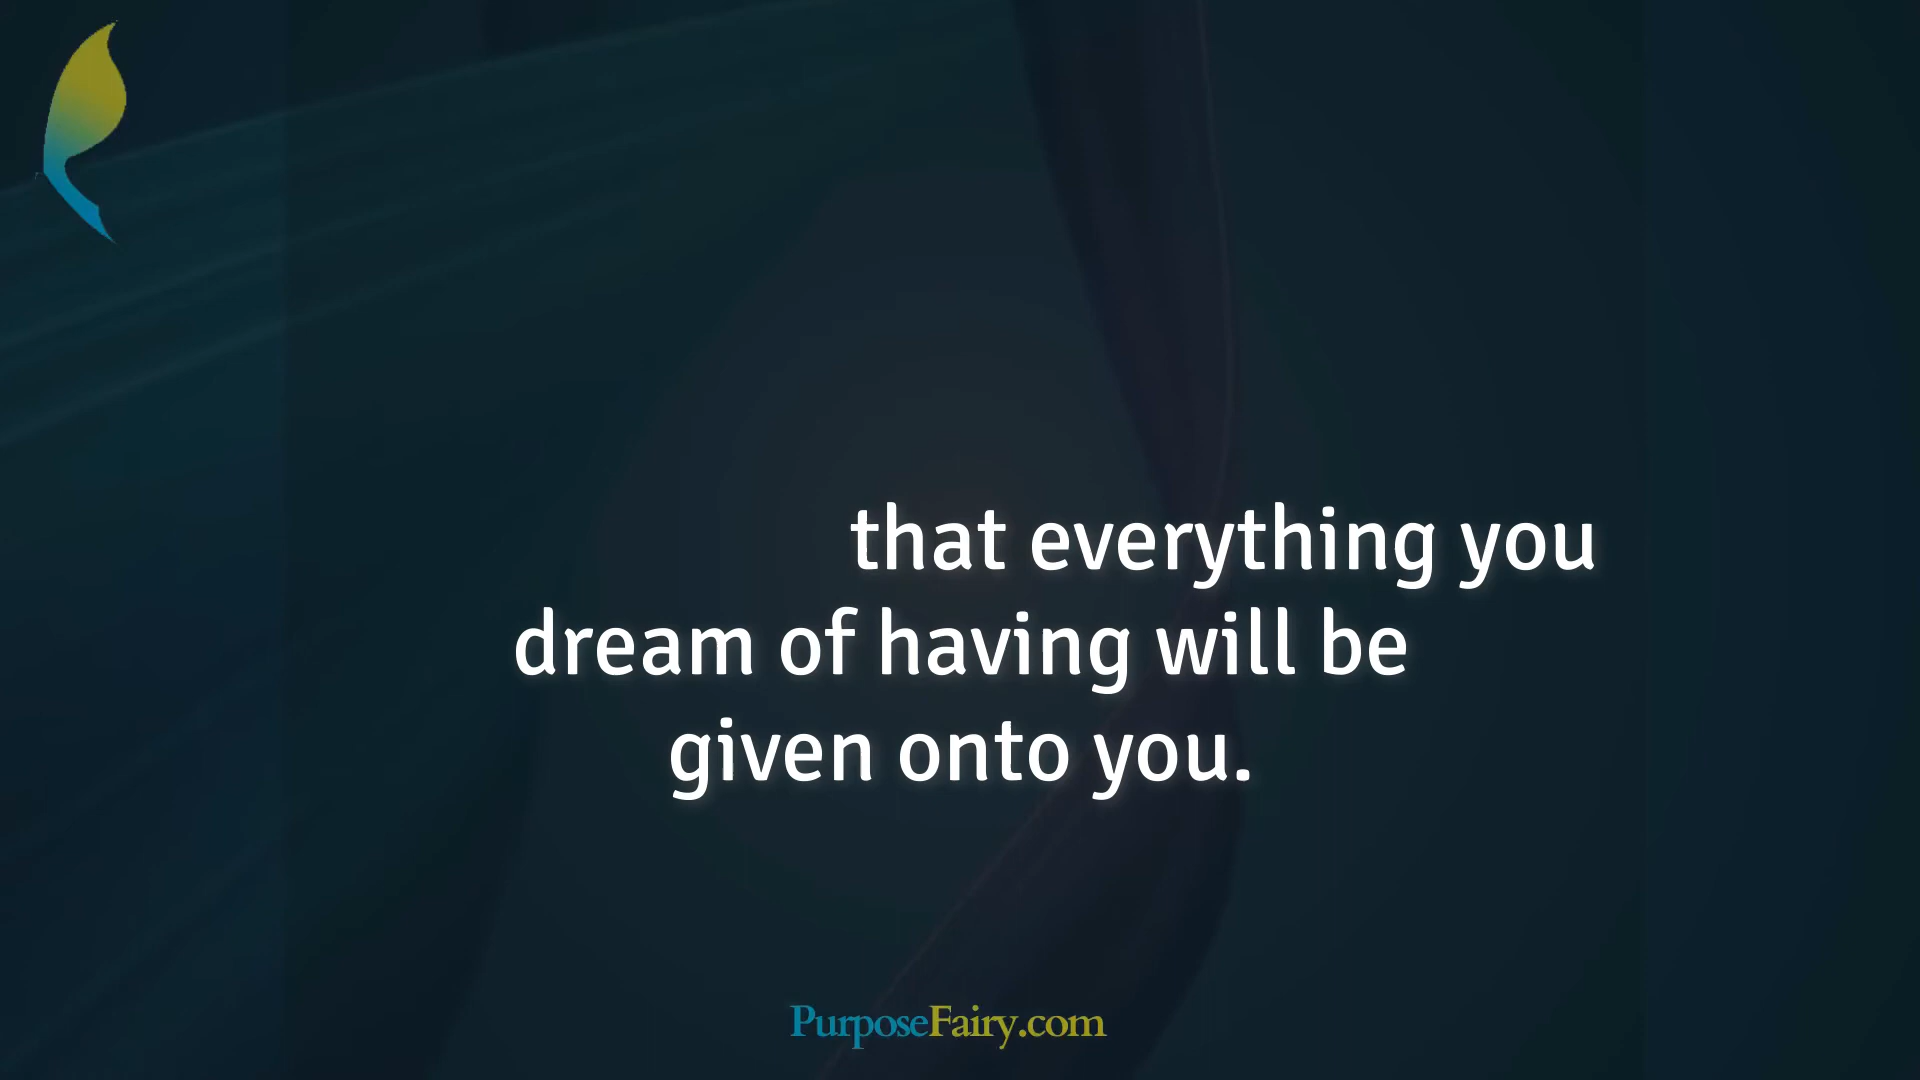 that everything you
dream of having will be
given onto you.
PurposeFairy.com